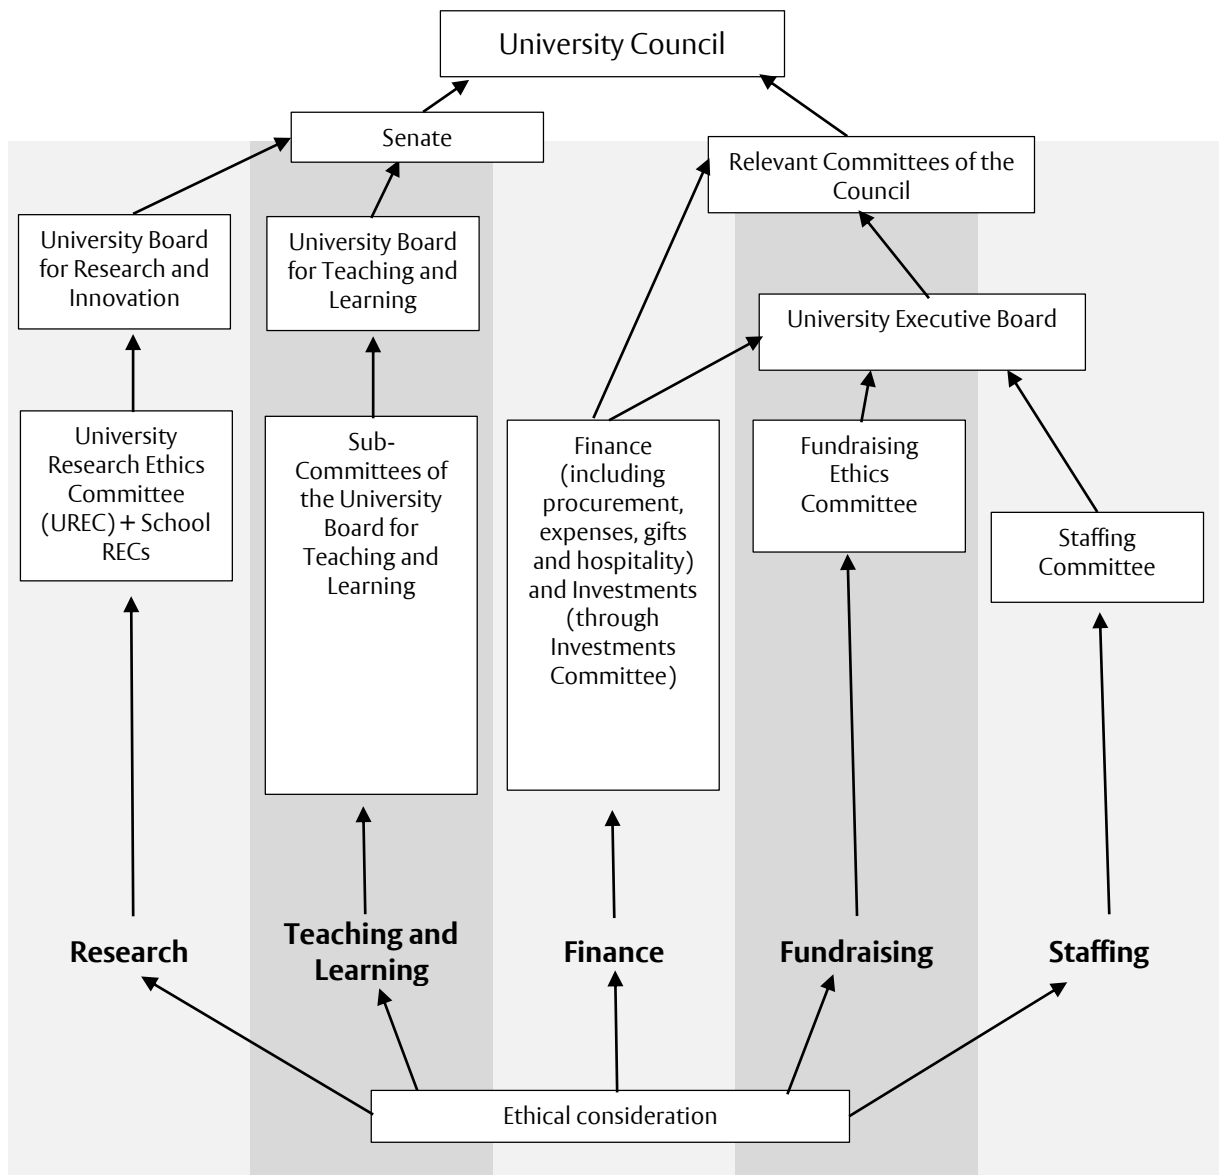 University Council
Senate
Relevant Committees of the
Council
University Board
for Research and
Innovation
University Board
for Teaching and
Learning
University Executive Board
University
Research Ethics
Committee
(UREC) + School
RECs
Sub-
Committees of
the University
Board for
Teaching and
Learning
Finance
(including
procurement,
expenses, gifts
and hospitality)
and Investments
(through
Investments
Committee)
Fundraising
Ethics
Committee
Staffing
Committee
Research
Teaching and
Learning
Finance
Fundraising
Staffing
Ethical consideration